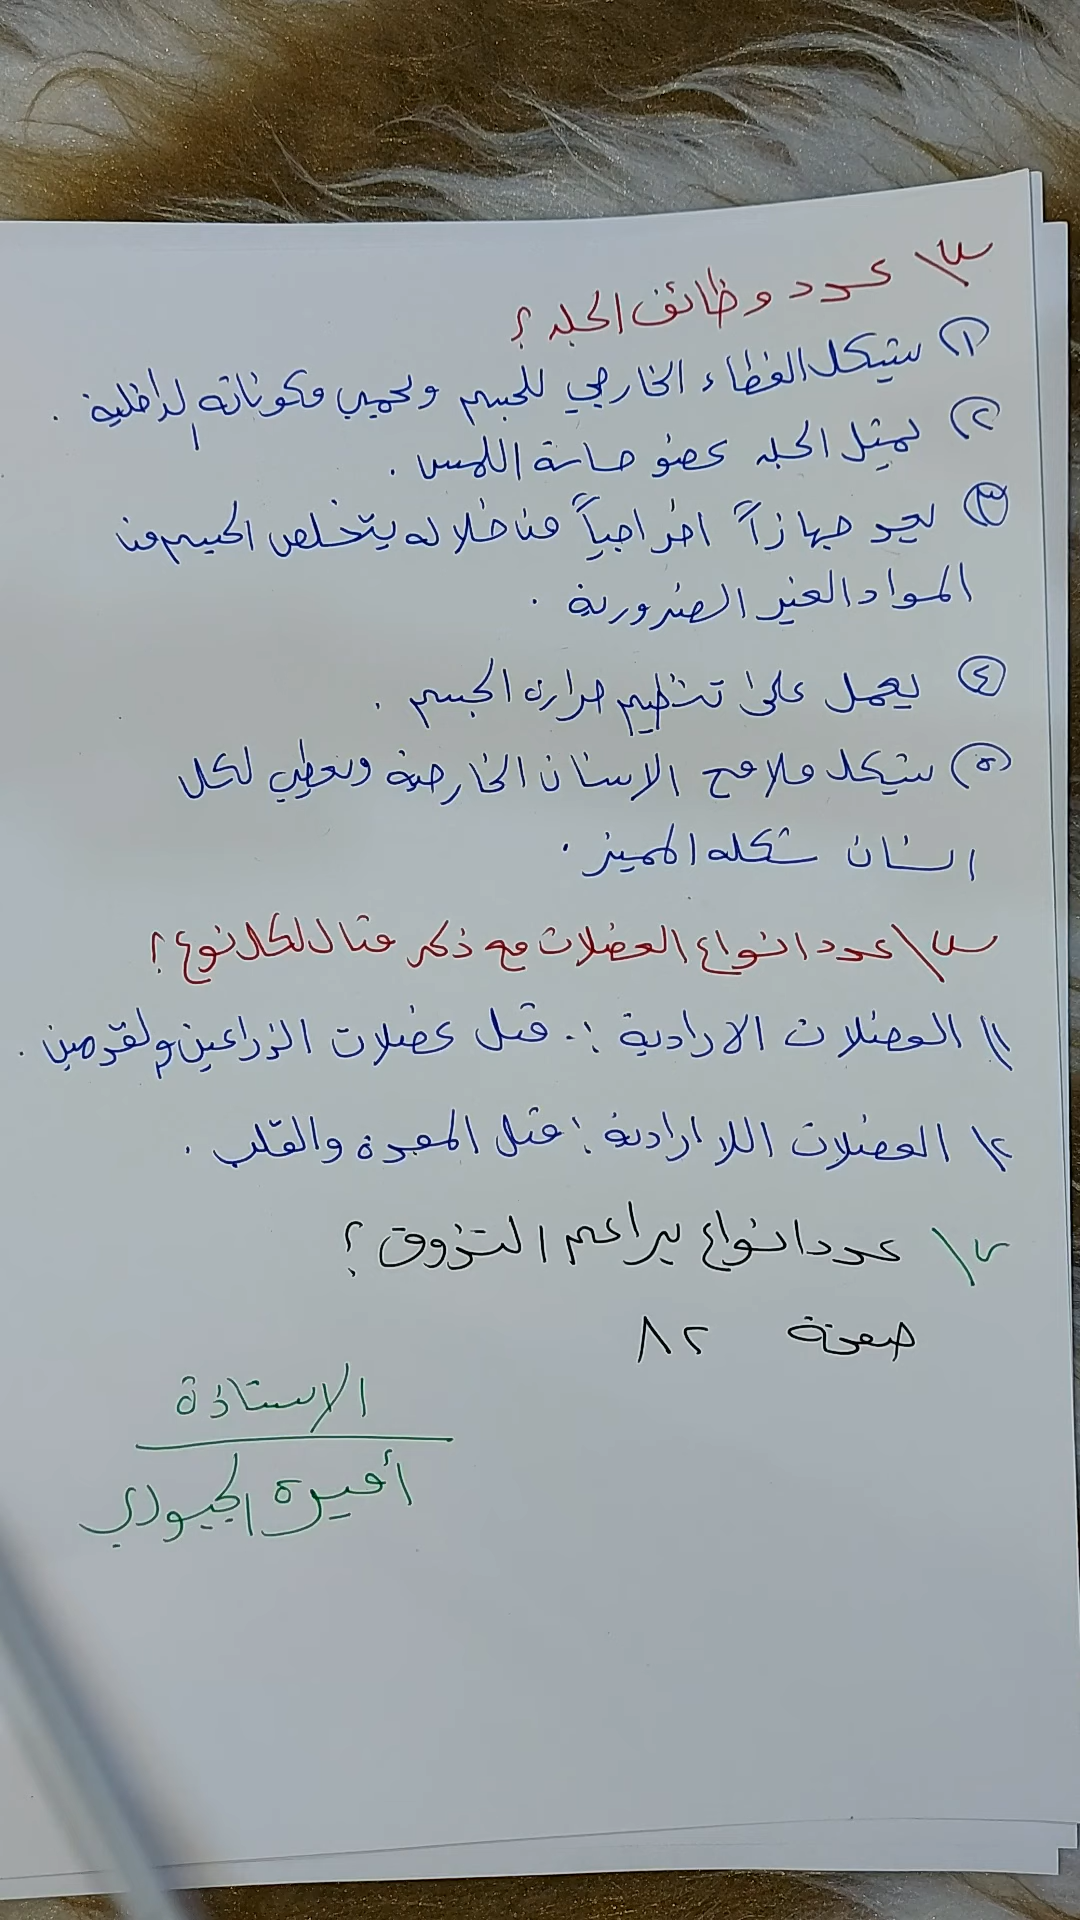 س\ عدد وظائف الجلد ؟
١) يشكل الغطاء الخارجي للجسم ويحمي مكوناته الداخلية .
٢) يمثل الجلد عضو حاسة اللمس .
٣) يعد جهازاً اخراجياً من خلاله يتخلص الجسم من
المواد الغير الضرورية .
٤) يعمل على تنظيم حرارة الجسم .
٥) يشكل ملامح الانسان الخارجية ويعطي لكل
انسان شكله المميز .
س\ عدد انواع العضلات مع ذكر مثال لكل نوع ؟
١\ العضلات الارادية :. مثل عضلات الذراعين والقدمين .
٢\ العضلات اللا ارادية : مثل المعدة والقلب .
س\ عدد انواع براعم التذوق ؟
صفحة ٨٢
الاستاذة
أميرة الجبوري